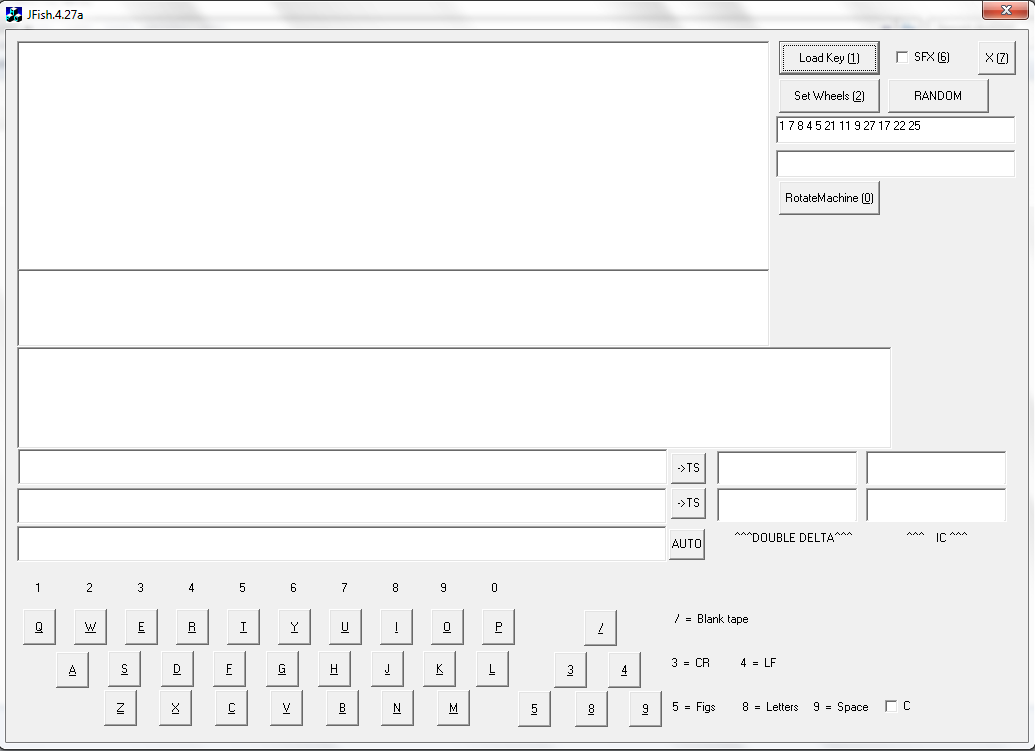 JFish.4.27a
Load Key (1) SFX (6) X (7)
Set Wheels (2) RANDOM
1 7 8 4 5 21 11 9 27 17 22 25
RotateMachine (0)
->TS
->TS
AUTO ^^^DOUBLE DELTA^^^ ^^^ IC ^^^
1 2 3 4 5 6 7 8 9 0
Q W E R T Y U I O P / / = Blank tape
A S D F G H J K L 3 4 3 = CR 4 = LF
Z X C V B N M 5 8 9 5 = Figs 8 = Letters 9 = Space C